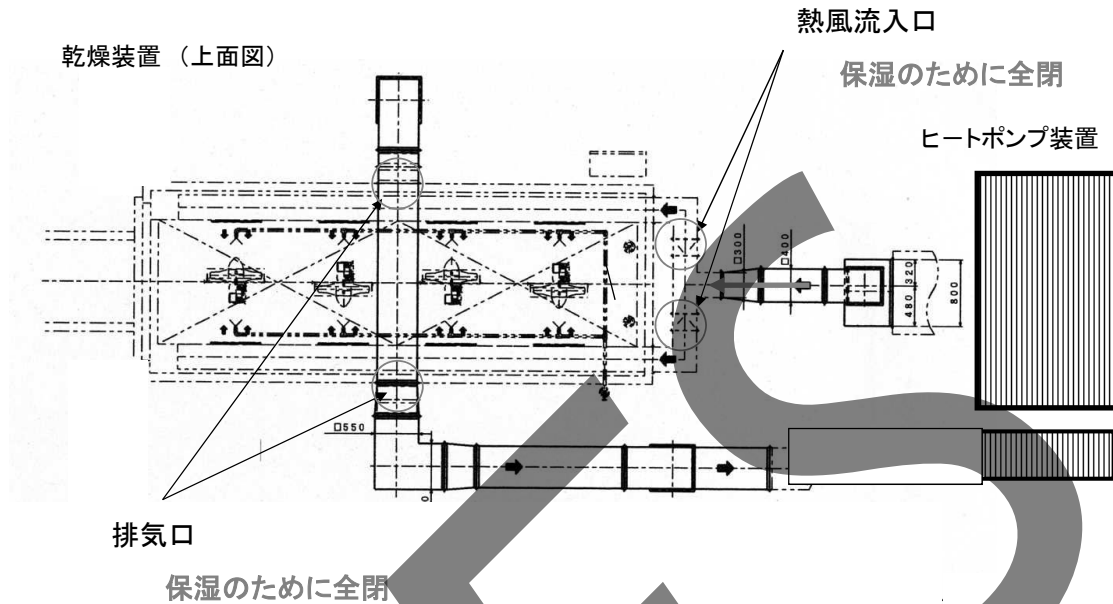 熱風流入口
乾燥装置 （上面図）
保湿のために全閉
ヒートポンプ装置
□300
□400
320
480
800
□550
0
排気口
保湿のために全閉